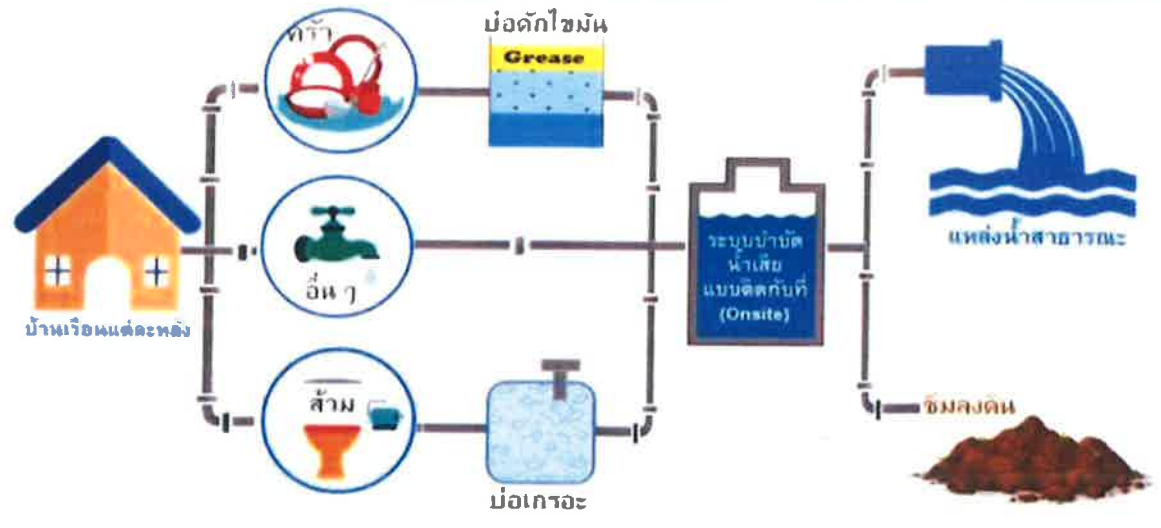 ครัว
บ่อดักไขมัน
Grease
บ้านเรือนแต่ละหลัง
อื่น ๆ
ระบบบำบัด
น้ำเสีย
แบบติดกับที่
(Onsite)
แหล่งน้ำสาธารณะ
ส้วม
บ่อเกรอะ
ซึมลงดิน